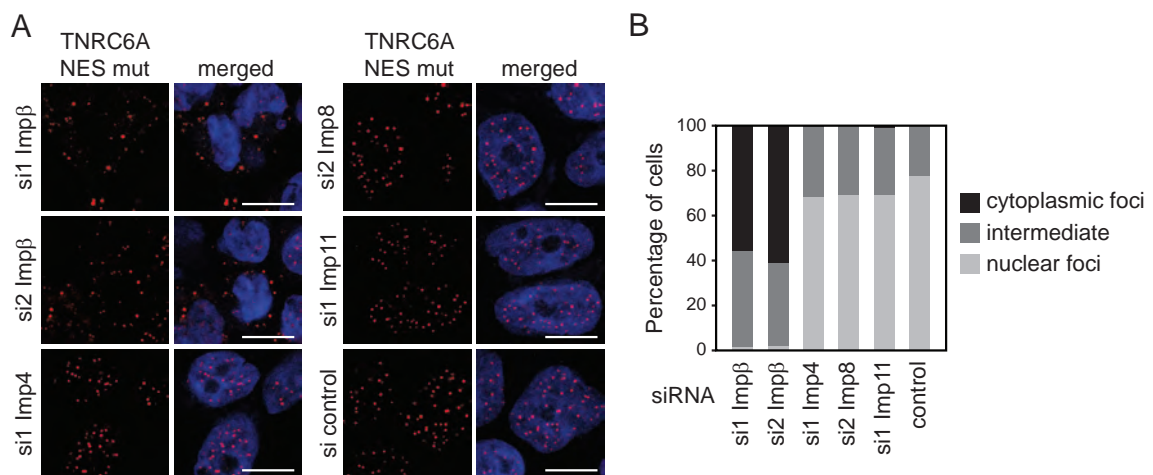 A
B
TNRC6A
NES mut
merged
TNRC6A
NES mut
merged
si1 Impβ
si2 Impβ
si1 Imp4
si2 Imp8
si1 Imp11
si control
Percentage of cells
100
80
60
40
20
0
siRNA
si1 Impβ
si2 Impβ
si1 Imp4
si2 Imp8
si1 Imp11
control
cytoplasmic foci
intermediate
nuclear foci